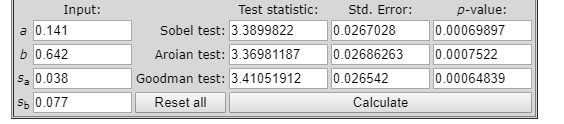 Input: Test statistic: Std. Error: p-value:
a 0.141 Sobel test: 3.3899822 0.0267028 0.00069897
b 0.642 Aroian test: 3.36981187 0.02686263 0.0007522
sa 0.038 Goodman test: 3.41051912 0.026542 0.00064839
sb 0.077 Reset all Calculate